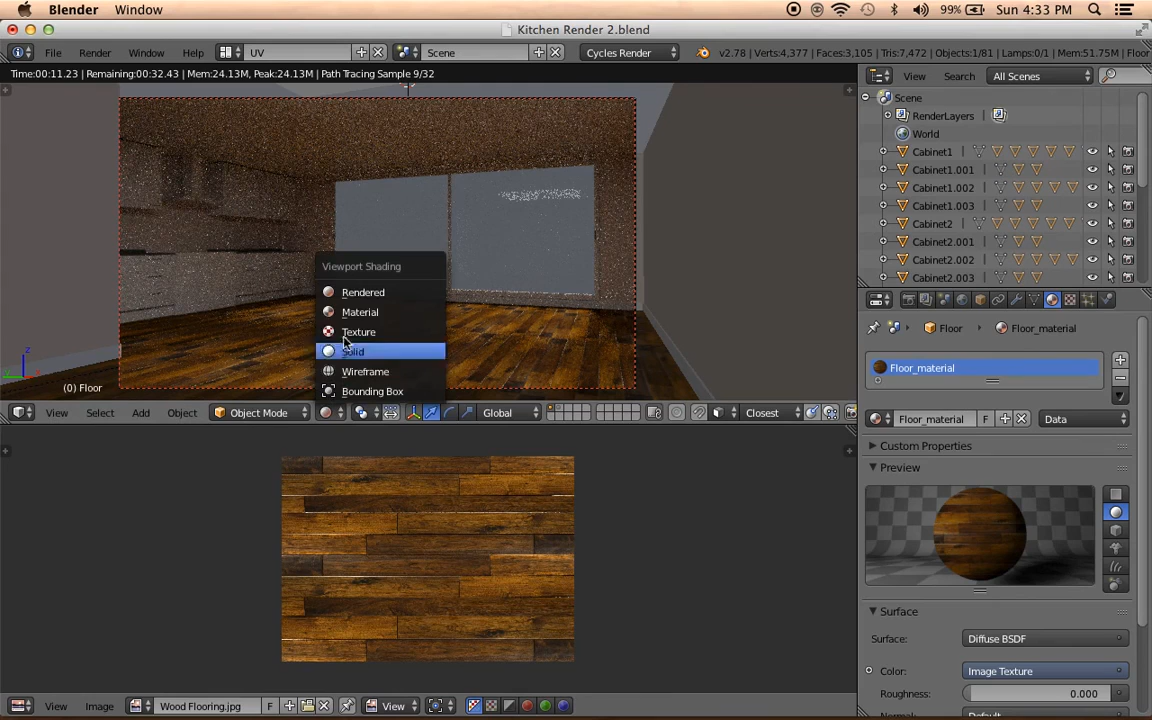 Blender Window 99% Sun 4:33 PM
Kitchen Render 2.blend
File Render Window Help UV Scene Cycles Render v2.78 | Verts:4,377 | Faces:3,105 | Tris:7,472 | Objects:1/81 | Lamps:0/1 | Mem:51.75M | Floor
Time:00:11.23 | Remaining:00:32.43 | Mem:24.13M, Peak:24.13M | Path Tracing Sample 9/32
View Search All Scenes
Scene
RenderLayers |
World
Cabinet1 |
Cabinet1.001
Cabinet1.002
Cabinet1.003
Cabinet2
Cabinet2.001
Cabinet2.002
Cabinet2.003
Viewport Shading
Rendered
Material
Texture
Solid
Wireframe
Bounding Box
z
y x
(0) Floor
View Select Add Object Object Mode Global Closest
Floor Floor_material
Floor_material
Floor_material F Data
Custom Properties
Preview
Surface
Surface: Diffuse BSDF
Color: Image Texture
Roughness: 0.000
Normal: Default
View Image Wood Flooring.jpg F View